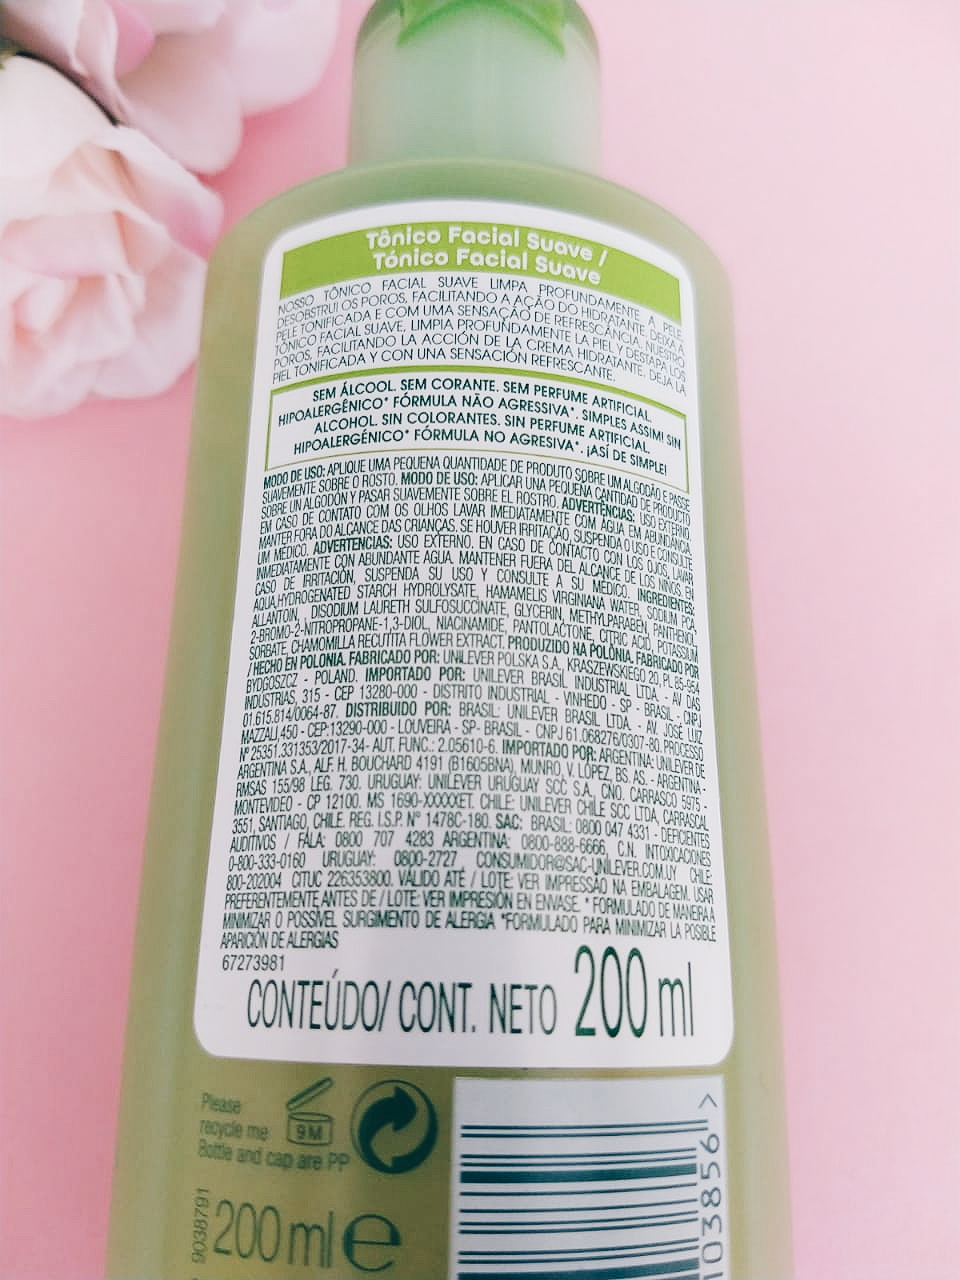 Tônico Facial Suave /
Tónico Facial Suave
NOSSO TÔNICO FACIAL SUAVE LIMPA PROFUNDAMENTE A PELE,
DESOBSTRUI OS POROS, FACILITANDO A AÇÃO DO HIDRATANTE. DEIXA A
PELE TONIFICADA E COM UMA SENSAÇÃO DE REFRESCÂNCIA. NUESTRO
TÓNICO FACIAL SUAVE, LIMPIA PROFUNDAMENTE LA PIEL Y DESTAPA LOS
POROS, FACILITANDO LA ACCIÓN DE LA CREMA HIDRATANTE. DEJA LA
PIEL TONIFICADA Y CON UNA SENSACIÓN REFRESCANTE.
SEM ÁLCOOL. SEM CORANTE. SEM PERFUME ARTIFICIAL.
HIPOALERGÊNICO* FÓRMULA NÃO AGRESSIVA*. SIMPLES ASSIM! SIN
ALCOHOL. SIN COLORANTES. SIN PERFUME ARTIFICIAL.
HIPOALERGÉNICO* FÓRMULA NO AGRESIVA*. ¡ASÍ DE SIMPLE!
MODO DE USO: APLIQUE UMA PEQUENA QUANTIDADE DE PRODUTO SOBRE UM ALGODÃO E PASSE
SUAVEMENTE SOBRE O ROSTO. MODO DE USO: APLICAR UNA PEQUEÑA CANTIDAD DE PRODUCTO
SOBRE UN ALGODÓN Y PASAR SUAVEMENTE SOBRE EL ROSTRO. ADVERTÊNCIAS: USO EXTERNO.
EM CASO DE CONTATO COM OS OLHOS LAVAR IMEDIATAMENTE COM ÁGUA EM ABUNDÂNCIA.
MANTER FORA DO ALCANCE DAS CRIANÇAS. SE HOUVER IRRITAÇÃO, SUSPENDA O USO E CONSULTE
UM MÉDICO. ADVERTENCIAS: USO EXTERNO. EN CASO DE CONTACTO CON LOS OJOS, LAVAR
INMEDIATAMENTE CON ABUNDANTE AGUA. MANTENER FUERA DEL ALCANCE DE LOS NIÑOS. EN
CASO DE IRRITACIÓN, SUSPENDA SU USO Y CONSULTE A SU MÉDICO. INGREDIENTES:
AQUA, HYDROGENATED STARCH HYDROLYSATE, HAMAMELIS VIRGINIANA WATER, SODIUM PCA,
ALLANTOIN, DISODIUM LAURETH SULFOSUCCINATE, GLYCERIN, METHYLPARABEN, PANTHENOL,
2-BROMO-2-NITROPROPANE-1,3-DIOL, NIACINAMIDE, PANTOLACTONE, CITRIC ACID, POTASSIUM
SORBATE, CHAMOMILLA RECUTITA FLOWER EXTRACT. PRODUZIDO NA POLÔNIA. FABRICADO POR
/ HECHO EN POLONIA. FABRICADO POR: UNILEVER POLSKA S.A., KRASZEWSKIEGO 20, PL 85-954
BYDGOSZCZ - POLAND. IMPORTADO POR: UNILEVER BRASIL INDUSTRIAL LTDA. - AV DAS
INDUSTRIAS, 315 - CEP 13280-000 - DISTRITO INDUSTRIAL - VINHEDO - SP - BRASIL - CNPJ
01.615.814/0064-87. DISTRIBUIDO POR: BRASIL: UNILEVER BRASIL LTDA. - AV. JOSÉ LUIZ
MAZZALI,450 - CEP:13290-000 - LOUVEIRA - SP- BRASIL - CNPJ 61.068276/0307-80. PROCESSO
Nº 25351.331353/2017-34- AUT. FUNC.: 2.05610-6. IMPORTADO POR: ARGENTINA: UNILEVER DE
ARGENTINA S.A., ALF. H. BOUCHARD 4191 (B1605BNA), MUNRO, V. LÓPEZ, BS. AS. - ARGENTINA -
RMSAS 155/98 LEG. 730. URUGUAY: UNILEVER URUGUAY SCC S.A., CNO. CARRASCO 5975 -
MONTEVIDEO - CP 12100. MS 1690-XXXXXET. CHILE: UNILEVER CHILE SCC LTDA, CARRASCAL
3551, SANTIAGO, CHILE. REG. I.S.P. N° 1478C-180. SAC: BRASIL: 0800 047 4331 - DEFICIENTES
AUDITIVOS / FALA: 0800 707 4283 ARGENTINA: 0800-888-6666, C.N. INTOXICACIONES
0-800-333-0160 URUGUAY: 0800-2727 CONSUMIDOR@SAC-UNILEVER.COM.UY CHILE:
800-202004 CITUC 226353800. VÁLIDO ATÉ / LOTE: VER IMPRESSÃO NA EMBALAGEM. USAR
PREFERENTEMENTE ANTES DE / LOTE: VER IMPRESIÓN EN ENVASE. * FORMULADO DE MANEIRA A
MINIMIZAR O POSSÍVEL SURGIMENTO DE ALERGIA *FORMULADO PARA MINIMIZAR LA POSIBLE
APARICIÓN DE ALERGIAS
67273981
CONTEÚDO/ CONT. NETO 200 ml
Please
recycle me
Bottle and cap are PP
9M
9038791
200 ml e
03856 >